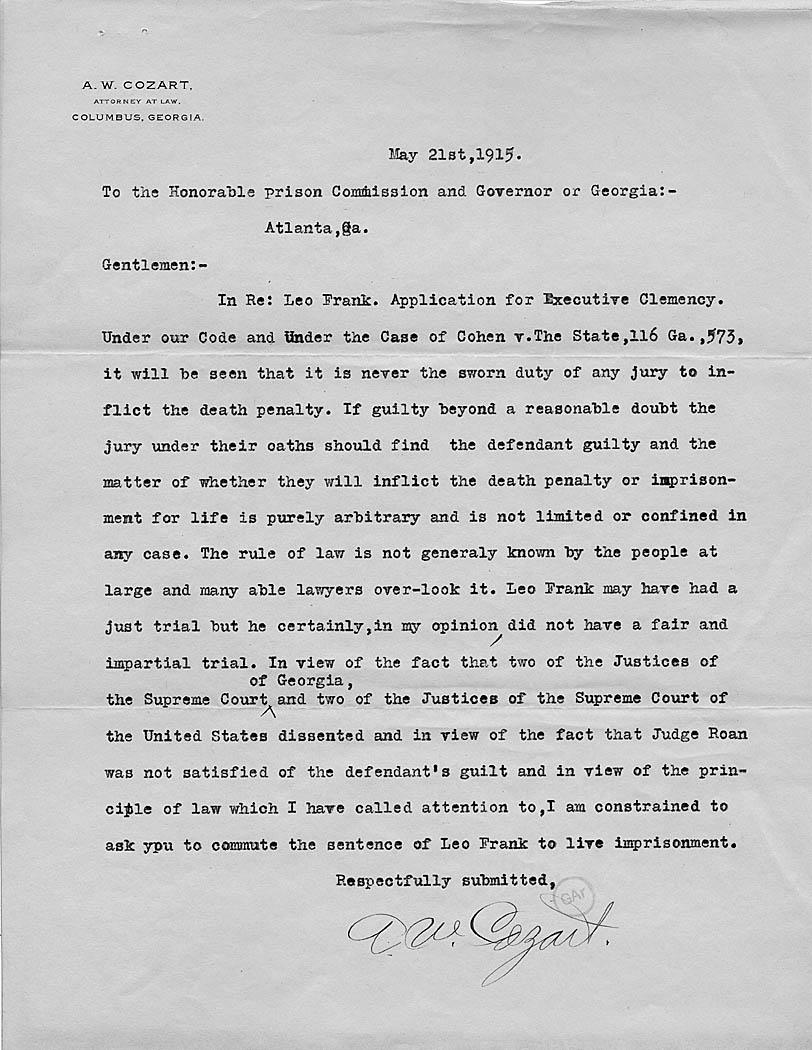 A. W. COZART,
ATTORNEY AT LAW,
COLUMBUS, GEORGIA.
May 21st,1915.
To the Honorable prison Commission and Governor or Georgia:-
Atlanta,Ga.
Gentlemen:-
In Re: Leo Frank. Application for Executive Clemency.
Under our Code and Under the Case of Cohen v.The State,116 Ga.,573,
it will be seen that it is never the sworn duty of any jury to in-
flict the death penalty. If guilty beyond a reasonable doubt the
jury under their oaths should find the defendant guilty and the
matter of whether they will inflict the death penalty or imprison-
ment for life is purely arbitrary and is not limited or confined in
any case. The rule of law is not generaly known by the people at
large and many able lawyers over-look it. Leo Frank may have had a
just trial but he certainly,in my opinion, did not have a fair and
impartial trial. In view of the fact that two of the Justices of
of Georgia,
the Supreme Court and two of the Justices of the Supreme Court of
the United States dissented and in view of the fact that Judge Roan
was not satisfied of the defendant's guilt and in view of the prin-
ciple of law which I have called attention to,I am constrained to
ask ypu to commute the sentence of Leo Frank to live imprisonment.
Respectfully submitted,
GAr
A. W. Cozart.